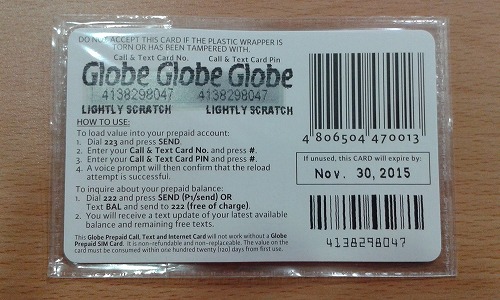 DO NOT ACCEPT THIS CARD IF THE PLASTIC WRAPPER IS
TORN OR HAS BEEN TAMPERED WITH.
Call & Text Card No. Call & Text Card Pin
Globe Globe Globe
4138298047 4138298047
LIGHTLY SCRATCH LIGHTLY SCRATCH
HOW TO USE:
To load value into your prepaid account:
1. Dial 223 and press SEND.
2. Enter your Call & Text Card No. and press #.
3. Enter your Call & Text Card PIN and press #.
4. A voice prompt will then confirm that the reload
attempt is successful.
To inquire about your prepaid balance:
1. Dial 222 and press SEND (P1/send) OR
Text BAL and send to 222 (free of charge).
2. You will receive a text update of your latest available
balance and remaining free texts.
This Globe Prepaid Call, Text and Internet Card will not work without a Globe
Prepaid SIM Card. It is non-refundable and non-replaceable. The value on the
card must be consumed within one hundred twenty (120) days from first use.
4806504470013
If unused, this CARD will expire by:
Nov. 30, 2015
4138298047